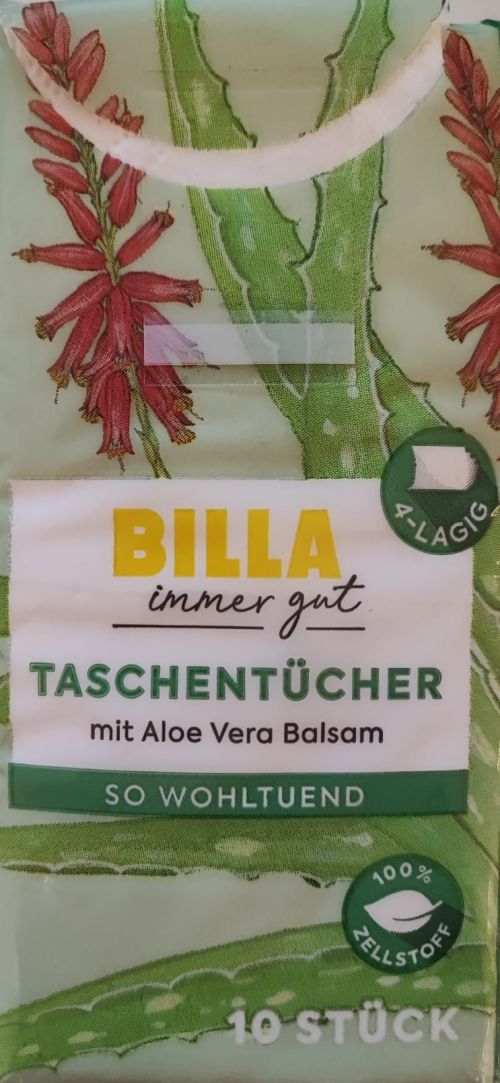 4-LAGIG
BILLA
immer gut
TASCHENTÜCHER
mit Aloe Vera Balsam
SO WOHLTUEND
100%
ZELLSTOFF
10 STÜCK